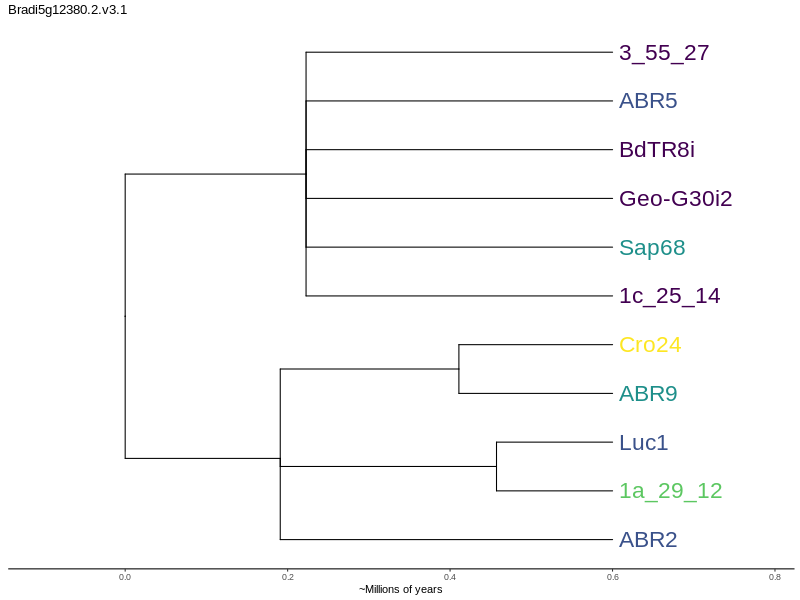 Bradi5g12380.2.v3.1
3_55_27
ABR5
BdTR8i
Geo-G30i2
Sap68
1c_25_14
Cro24
ABR9
Luc1
1a_29_12
ABR2
0.0 0.2 0.4 0.6 0.8
~Millions of years